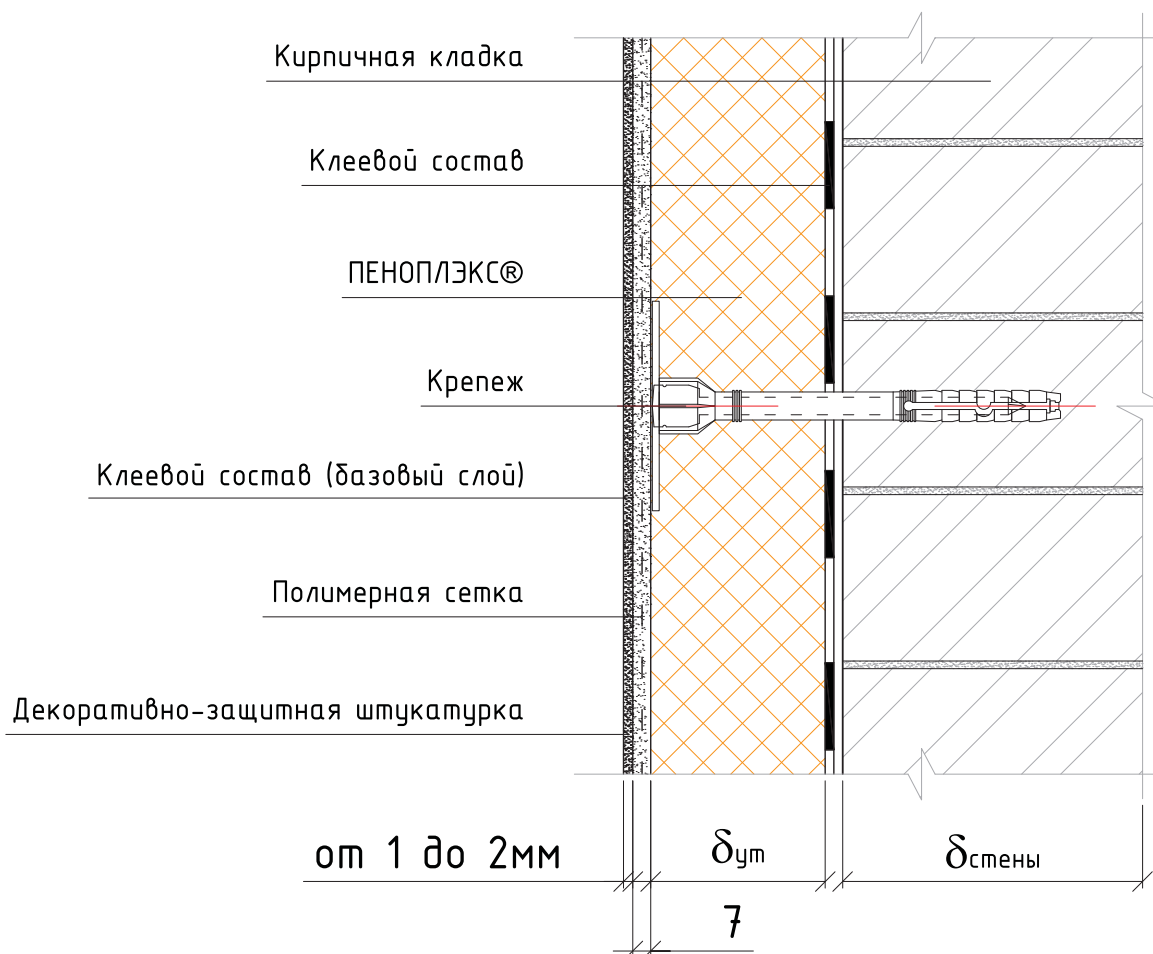 Кирпичная кладка
Клеевой состав
ПЕНОПЛЭКС®
Крепеж
Клеевой состав (базовый слой)
Полимерная сетка
Декоративно-защитная штукатурка
от 1 до 2мм
δут
δстены
7